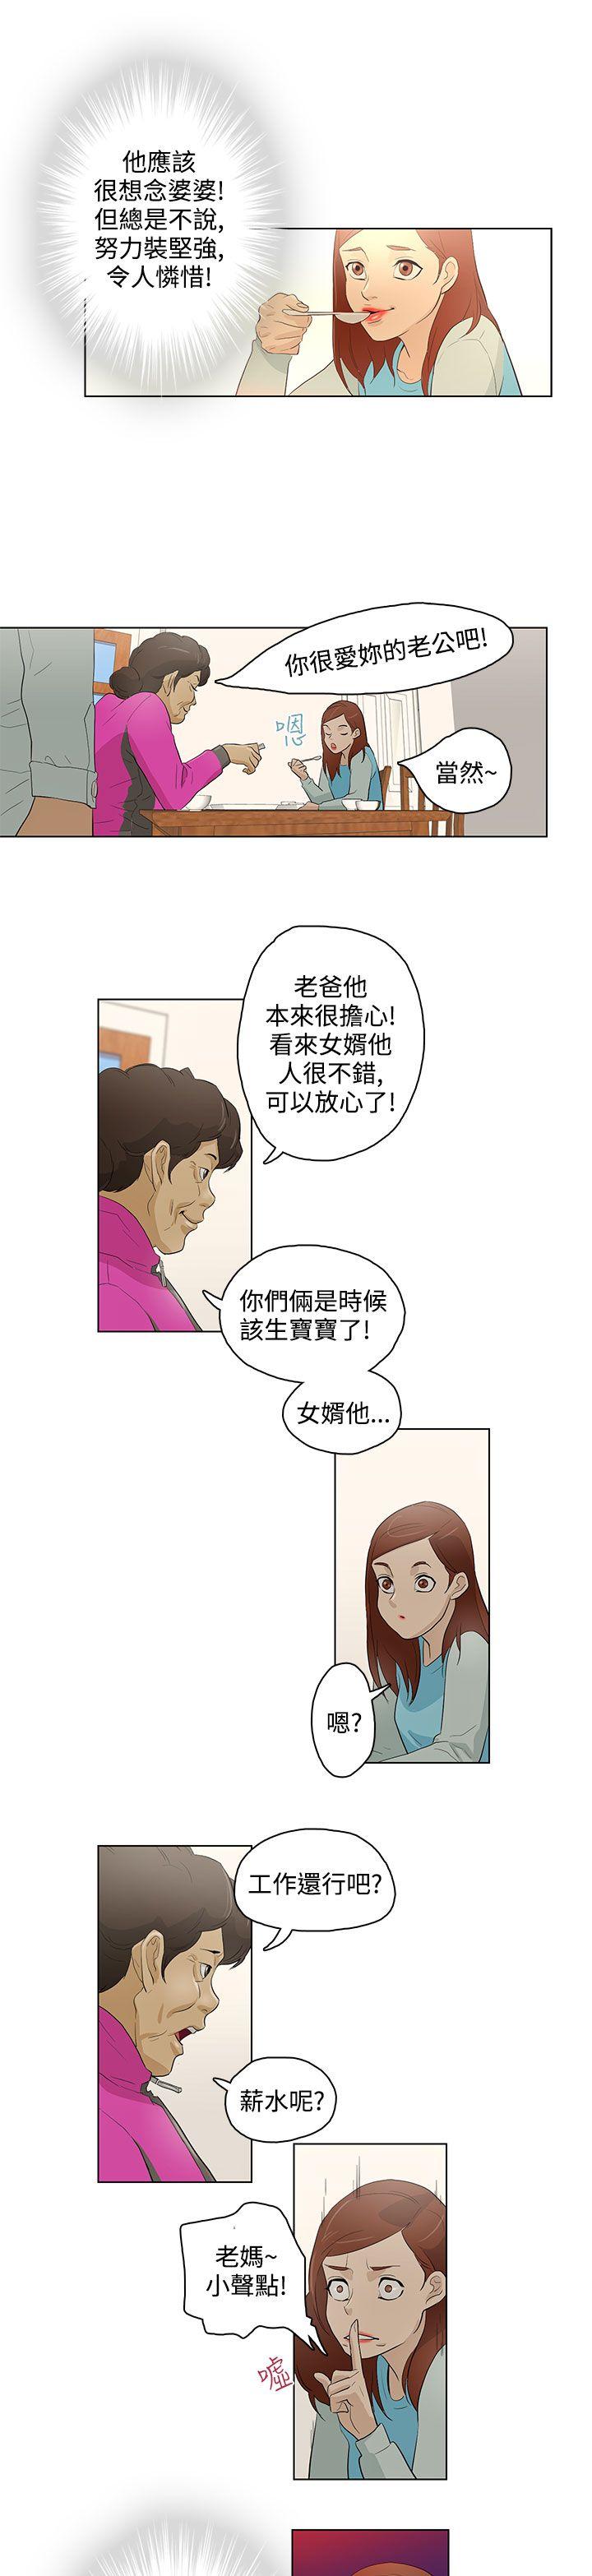 他應該
很想念婆婆!
但總是不說,
努力裝堅強,
令人憐惜!
你很愛妳的老公吧!
嗯
當然~
老爸他
本來很擔心!
看來女婿他
人很不錯,
可以放心了!
你們倆是時候
該生寶寶了!
女婿他...
嗯?
工作還行吧?
薪水呢?
老媽~
小聲點!
噓